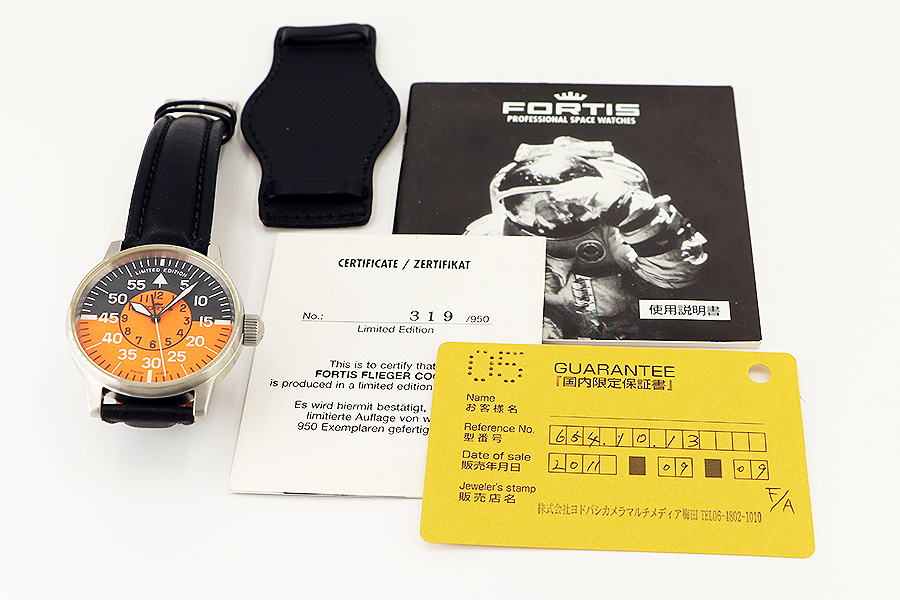 LIMITED EDITION
55 5
50 12 10
45 15
40 20
35 30 25
FORTIS
PROFESSIONAL SPACE WATCHES
使用説明書
CERTIFICATE / ZERTIFIKAT
No.: 319 /950
Limited Edition
This is to certify that
FORTIS FLIEGER
is produced in a limited edition
Es wird hiermit bestätigt,
limitierte Auflage von
950 Exemplaren gefertig
05
GUARANTEE
『国内限定保証書』
Name
お客様名
Reference No.
型番号 654.10.13
Date of sale
販売年月日 2011 09 09
Jeweler's stamp F/A
販売店名 株式会社ヨドバシカメラマルチメディア梅田 TEL06-4802-1010